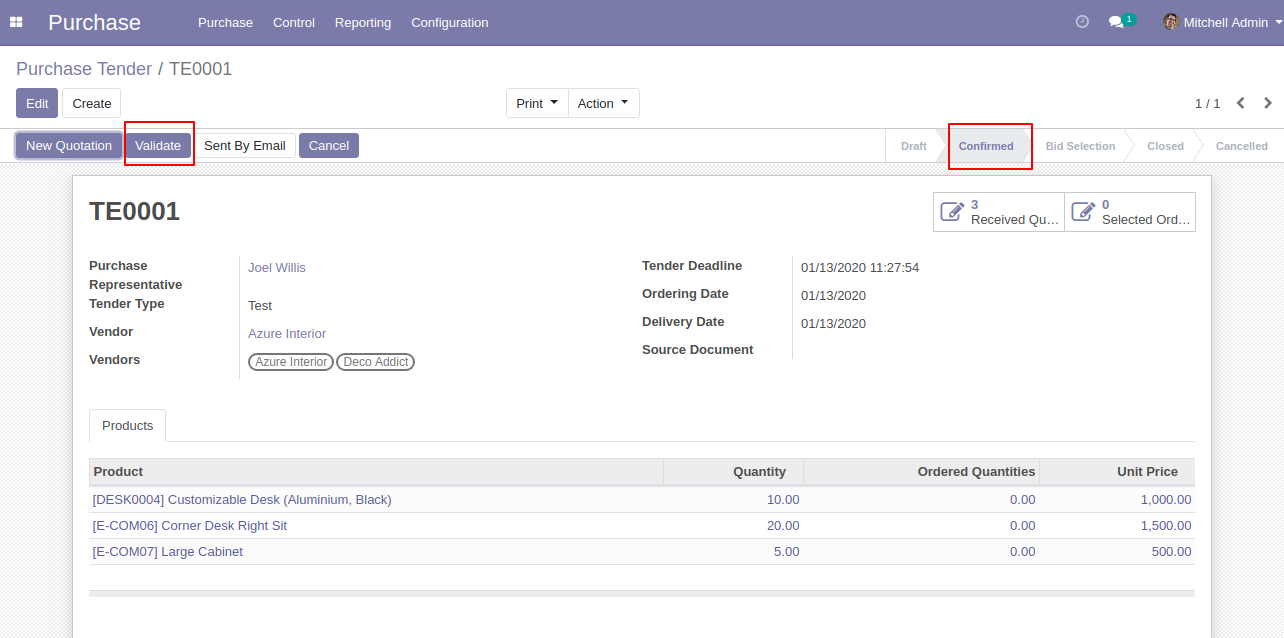 Purchase Purchase Control Reporting Configuration 1 Mitchell Admin
Purchase Tender / TE0001
Edit Create Print Action 1 / 1
New Quotation Validate Sent By Email Cancel Draft Confirmed Bid Selection Closed Cancelled
TE0001
3
Received Qu...
0
Selected Ord...
Purchase Representative Joel Willis
Tender Type Test
Vendor Azure Interior
Vendors Azure Interior Deco Addict
Tender Deadline 01/13/2020 11:27:54
Ordering Date 01/13/2020
Delivery Date 01/13/2020
Source Document
Products
Product Quantity Ordered Quantities Unit Price
[DESK0004] Customizable Desk (Aluminium, Black) 10.00 0.00 1,000.00
[E-COM06] Corner Desk Right Sit 20.00 0.00 1,500.00
[E-COM07] Large Cabinet 5.00 0.00 500.00